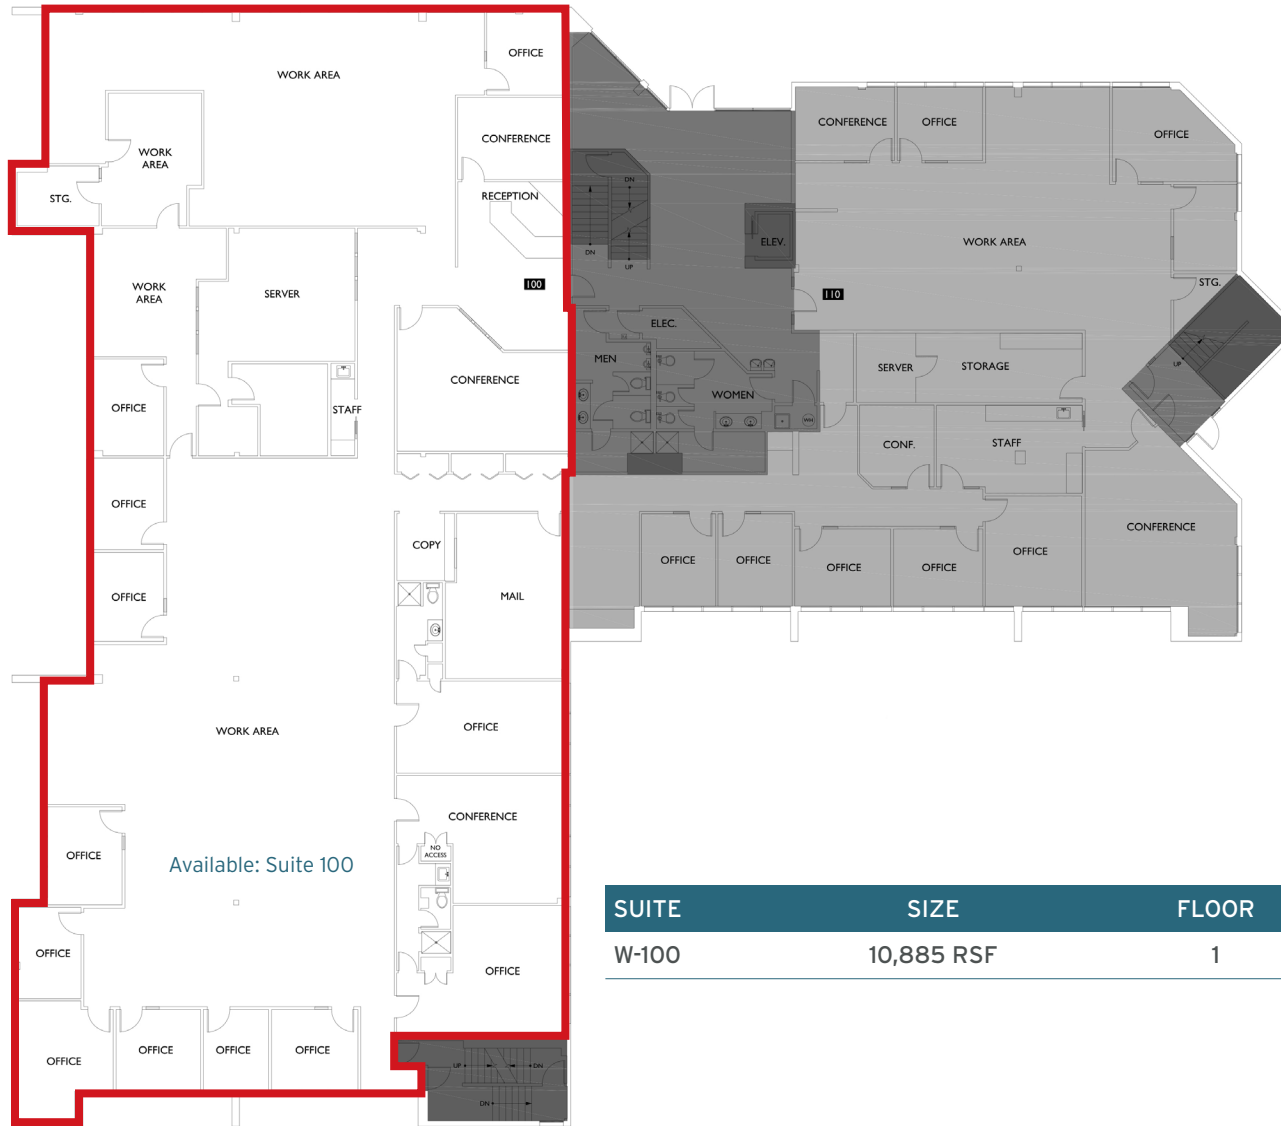 WORK AREA
OFFICE
CONFERENCE
WORK
AREA
STG.
RECEPTION
100
WORK
AREA
SERVER
CONFERENCE
OFFICE
STAFF
OFFICE
OFFICE
COPY
MAIL
WORK AREA
OFFICE
CONFERENCE
NO
ACCESS
OFFICE
Available: Suite 100
OFFICE
OFFICE
OFFICE
OFFICE
OFFICE
OFFICE
UP
DN
DN
DN
DN
UP
ELEV.
ELEC.
MEN
WOMEN
WH
CONFERENCE
OFFICE
OFFICE
WORK AREA
110
STG.
UP
SERVER
STORAGE
CONF.
STAFF
CONFERENCE
OFFICE
OFFICE
OFFICE
OFFICE
OFFICE
SUITE SIZE FLOOR
W-100 10,885 RSF 1